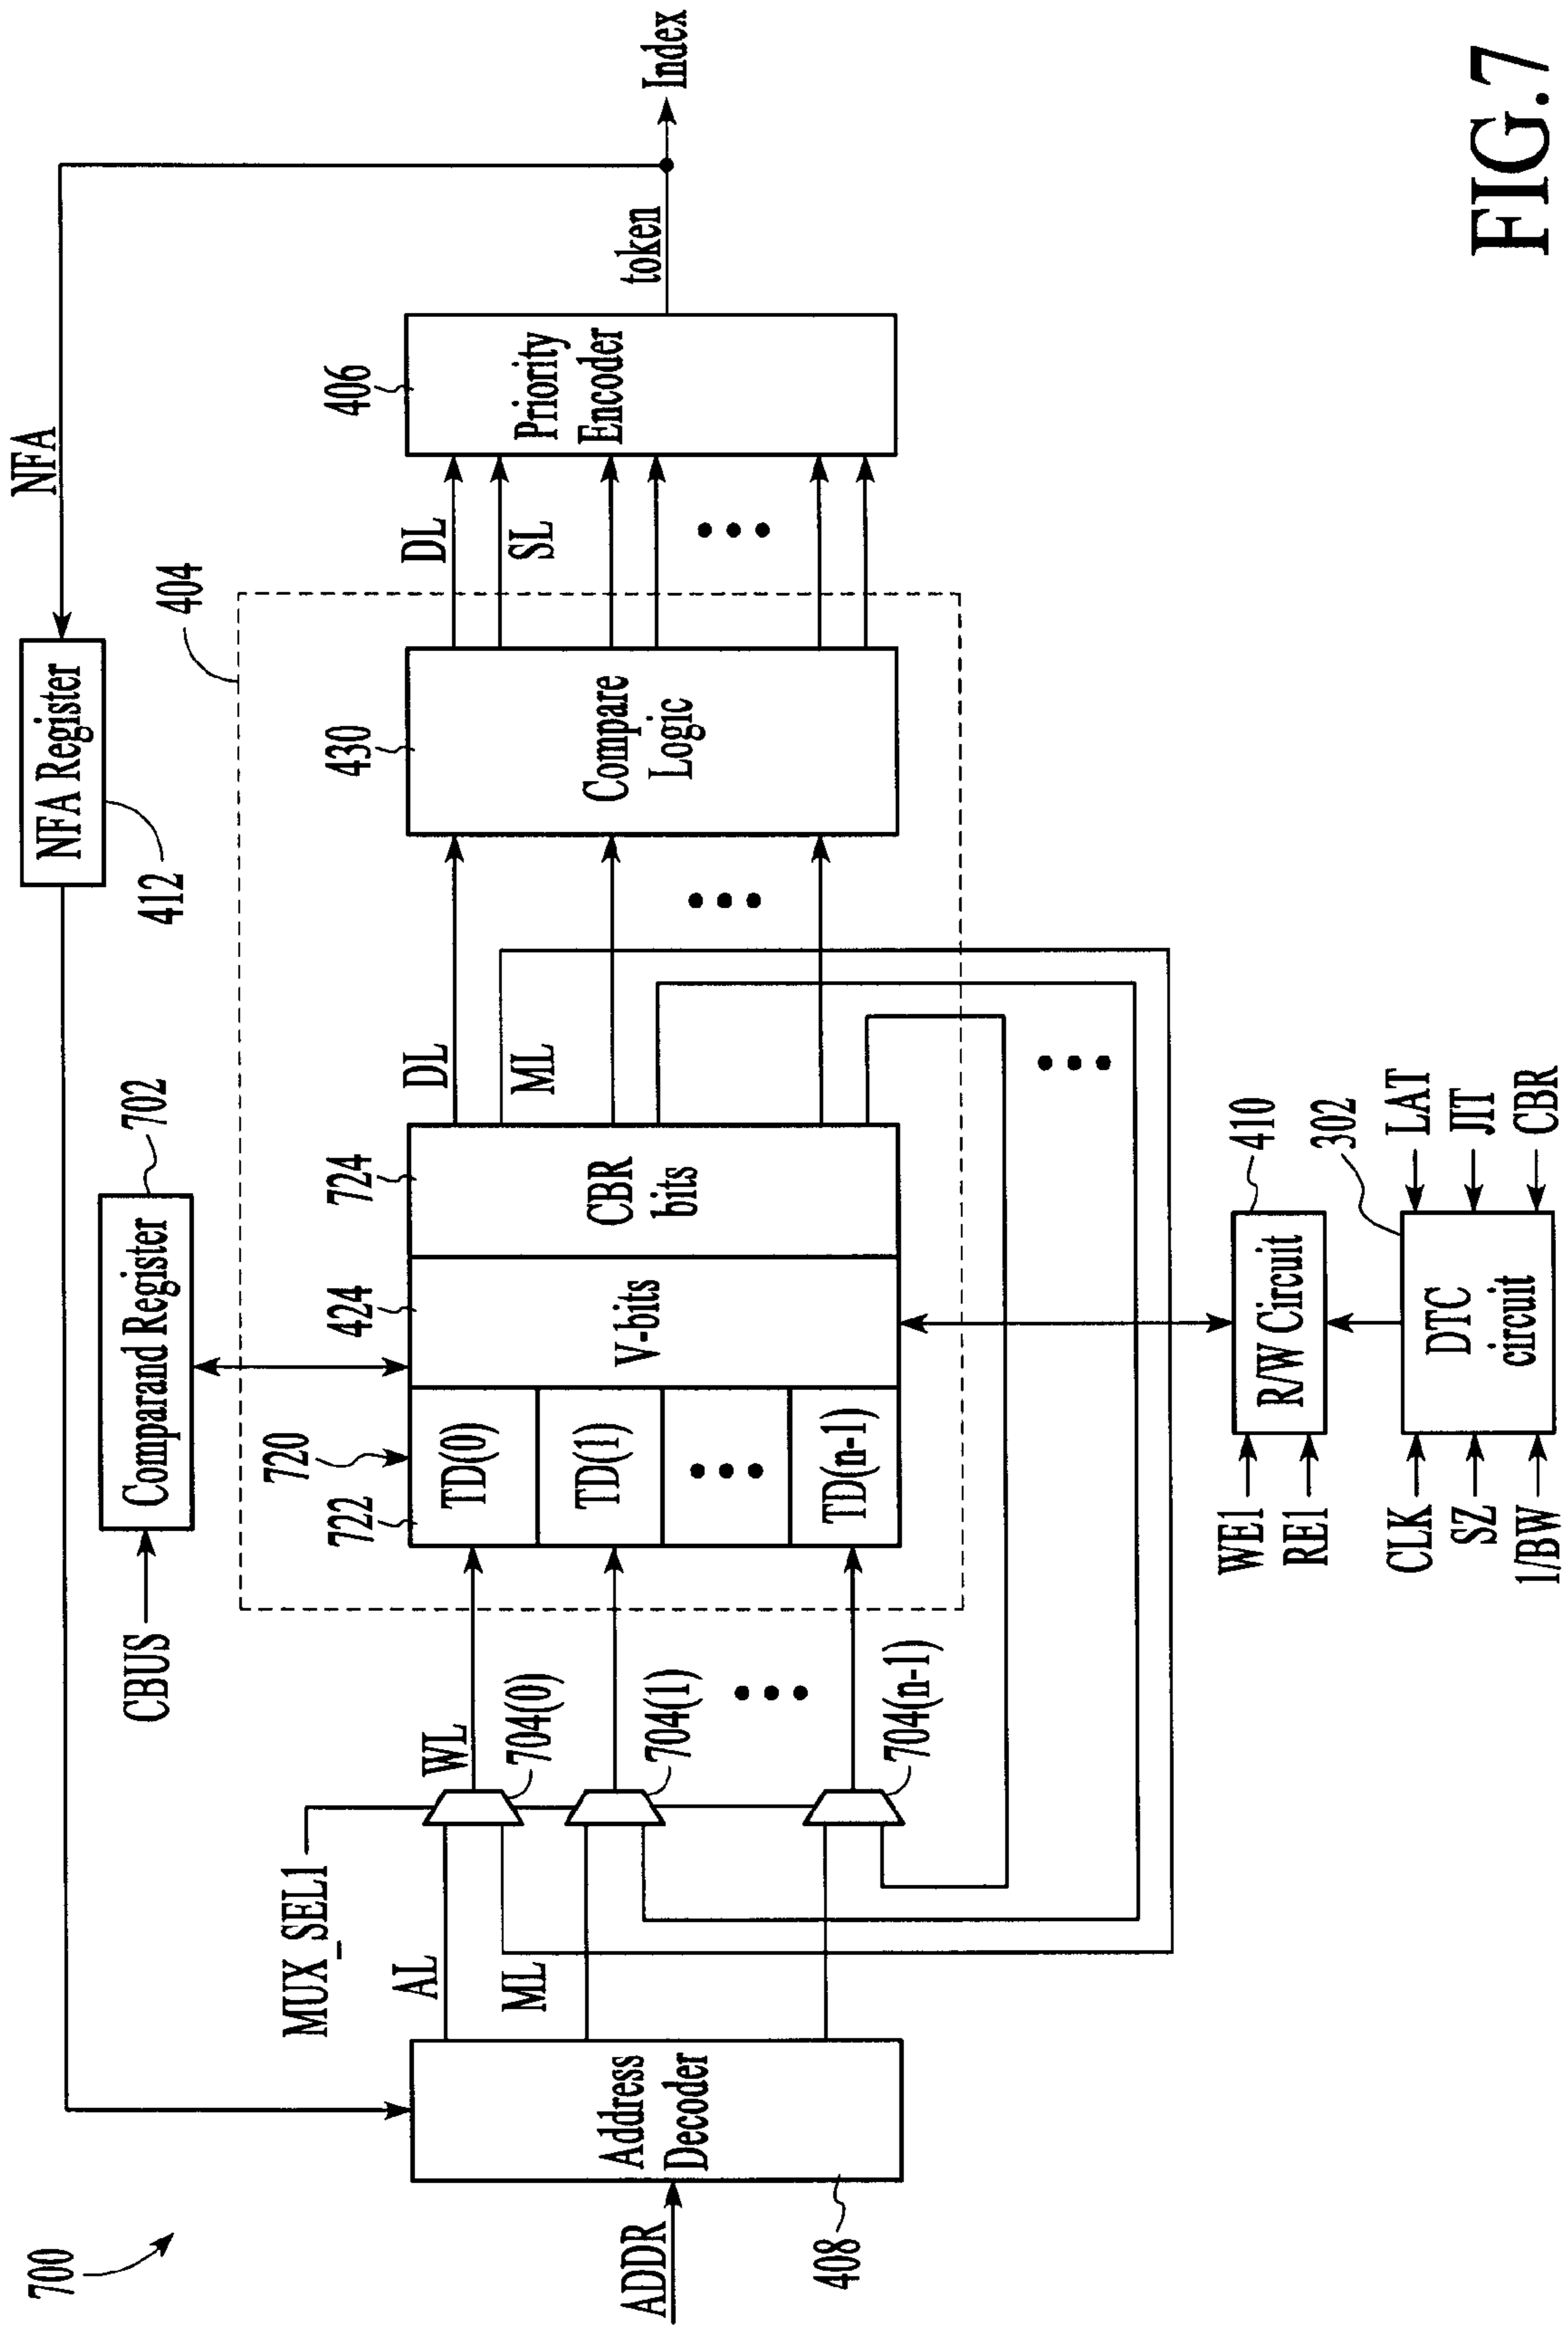 700
NFA
NFA Register
412
Comparand Register
702
CBUS
404
MUX_SEL1
AL
ML
WL
704(0)
704(1)
704(n-1)
ADDR
Address
Decoder
408
720
722
TD(0)
TD(1)
TD(n-1)
424
V-bits
724
CBR
bits
DL
ML
430
Compare
Logic
DL
SL
406
Priority
Encoder
token
Index
WE1
RE1
R/W Circuit
410
CLK
SZ
1/BW
DTC
circuit
302
LAT
JIT
CBR
FIG.7